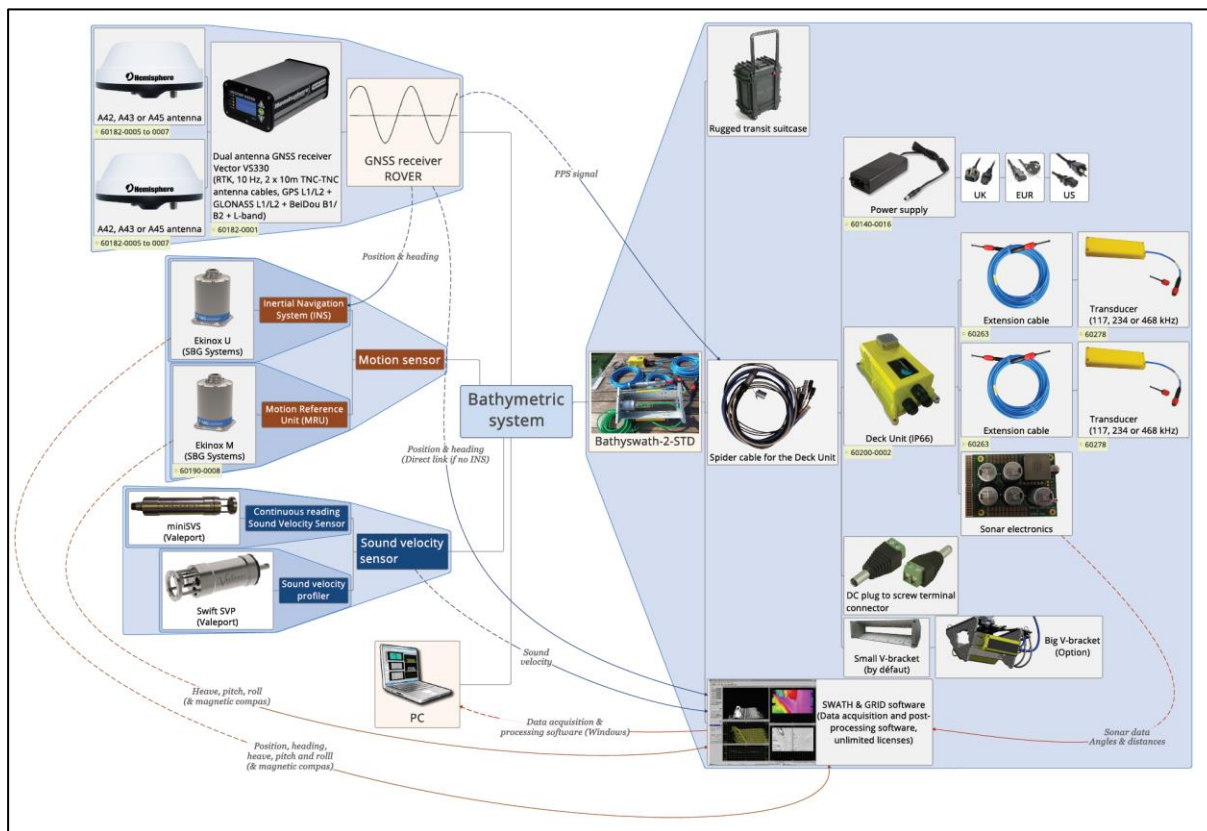 Hemisphere
A42, A43 or A45 antenna
60182-0005 to 0007
Hemisphere
A42, A43 or A45 antenna
60182-0005 to 0007
Dual antenna GNSS receiver
Vector VS330
(RTK, 10 Hz, 2 x 10m TNC-TNC
antenna cables, GPS L1/L2 +
GLONASS L1/L2 + BeiDou B1/
B2 + L-band)
60182-0001
GNSS receiver
ROVER
PPS signal
Position & heading
Ekinox U
(SBG Systems)
Inertial Navigation
System (INS)
Motion sensor
Ekinox M
(SBG Systems)
60190-0008
Motion Reference
Unit (MRU)
Bathymetric
system
Position & heading
(Direct link if no INS)
miniSVS
(Valeport)
Continuous reading
Sound Velocity Sensor
Sound velocity
sensor
Swift SVP
(Valeport)
Sound velocity
profiler
Sound
velocity
PC
Heave, pitch, roll
(& magnetic compas)
Data acquisition &
processing software (Windows)
Position, heading,
heave, pitch and rolll
(& magnetic compas)
Bathyswath-2-STD
Rugged transit suitcase
Spider cable for the Deck Unit
Power supply
60140-0016
UK
EUR
US
Deck Unit (IP66)
60200-0002
Extension cable
60263
Transducer
(117, 234 or 468 kHz)
60278
Extension cable
60263
Transducer
(117, 234 or 468 kHz)
60278
Sonar electronics
DC plug to screw terminal
connector
Small V-bracket
(by défaut)
Big V-bracket
(Option)
SWATH & GRID software
(Data acquisition and post-
processing software,
unlimited licenses)
Sonar data
Angles & distances